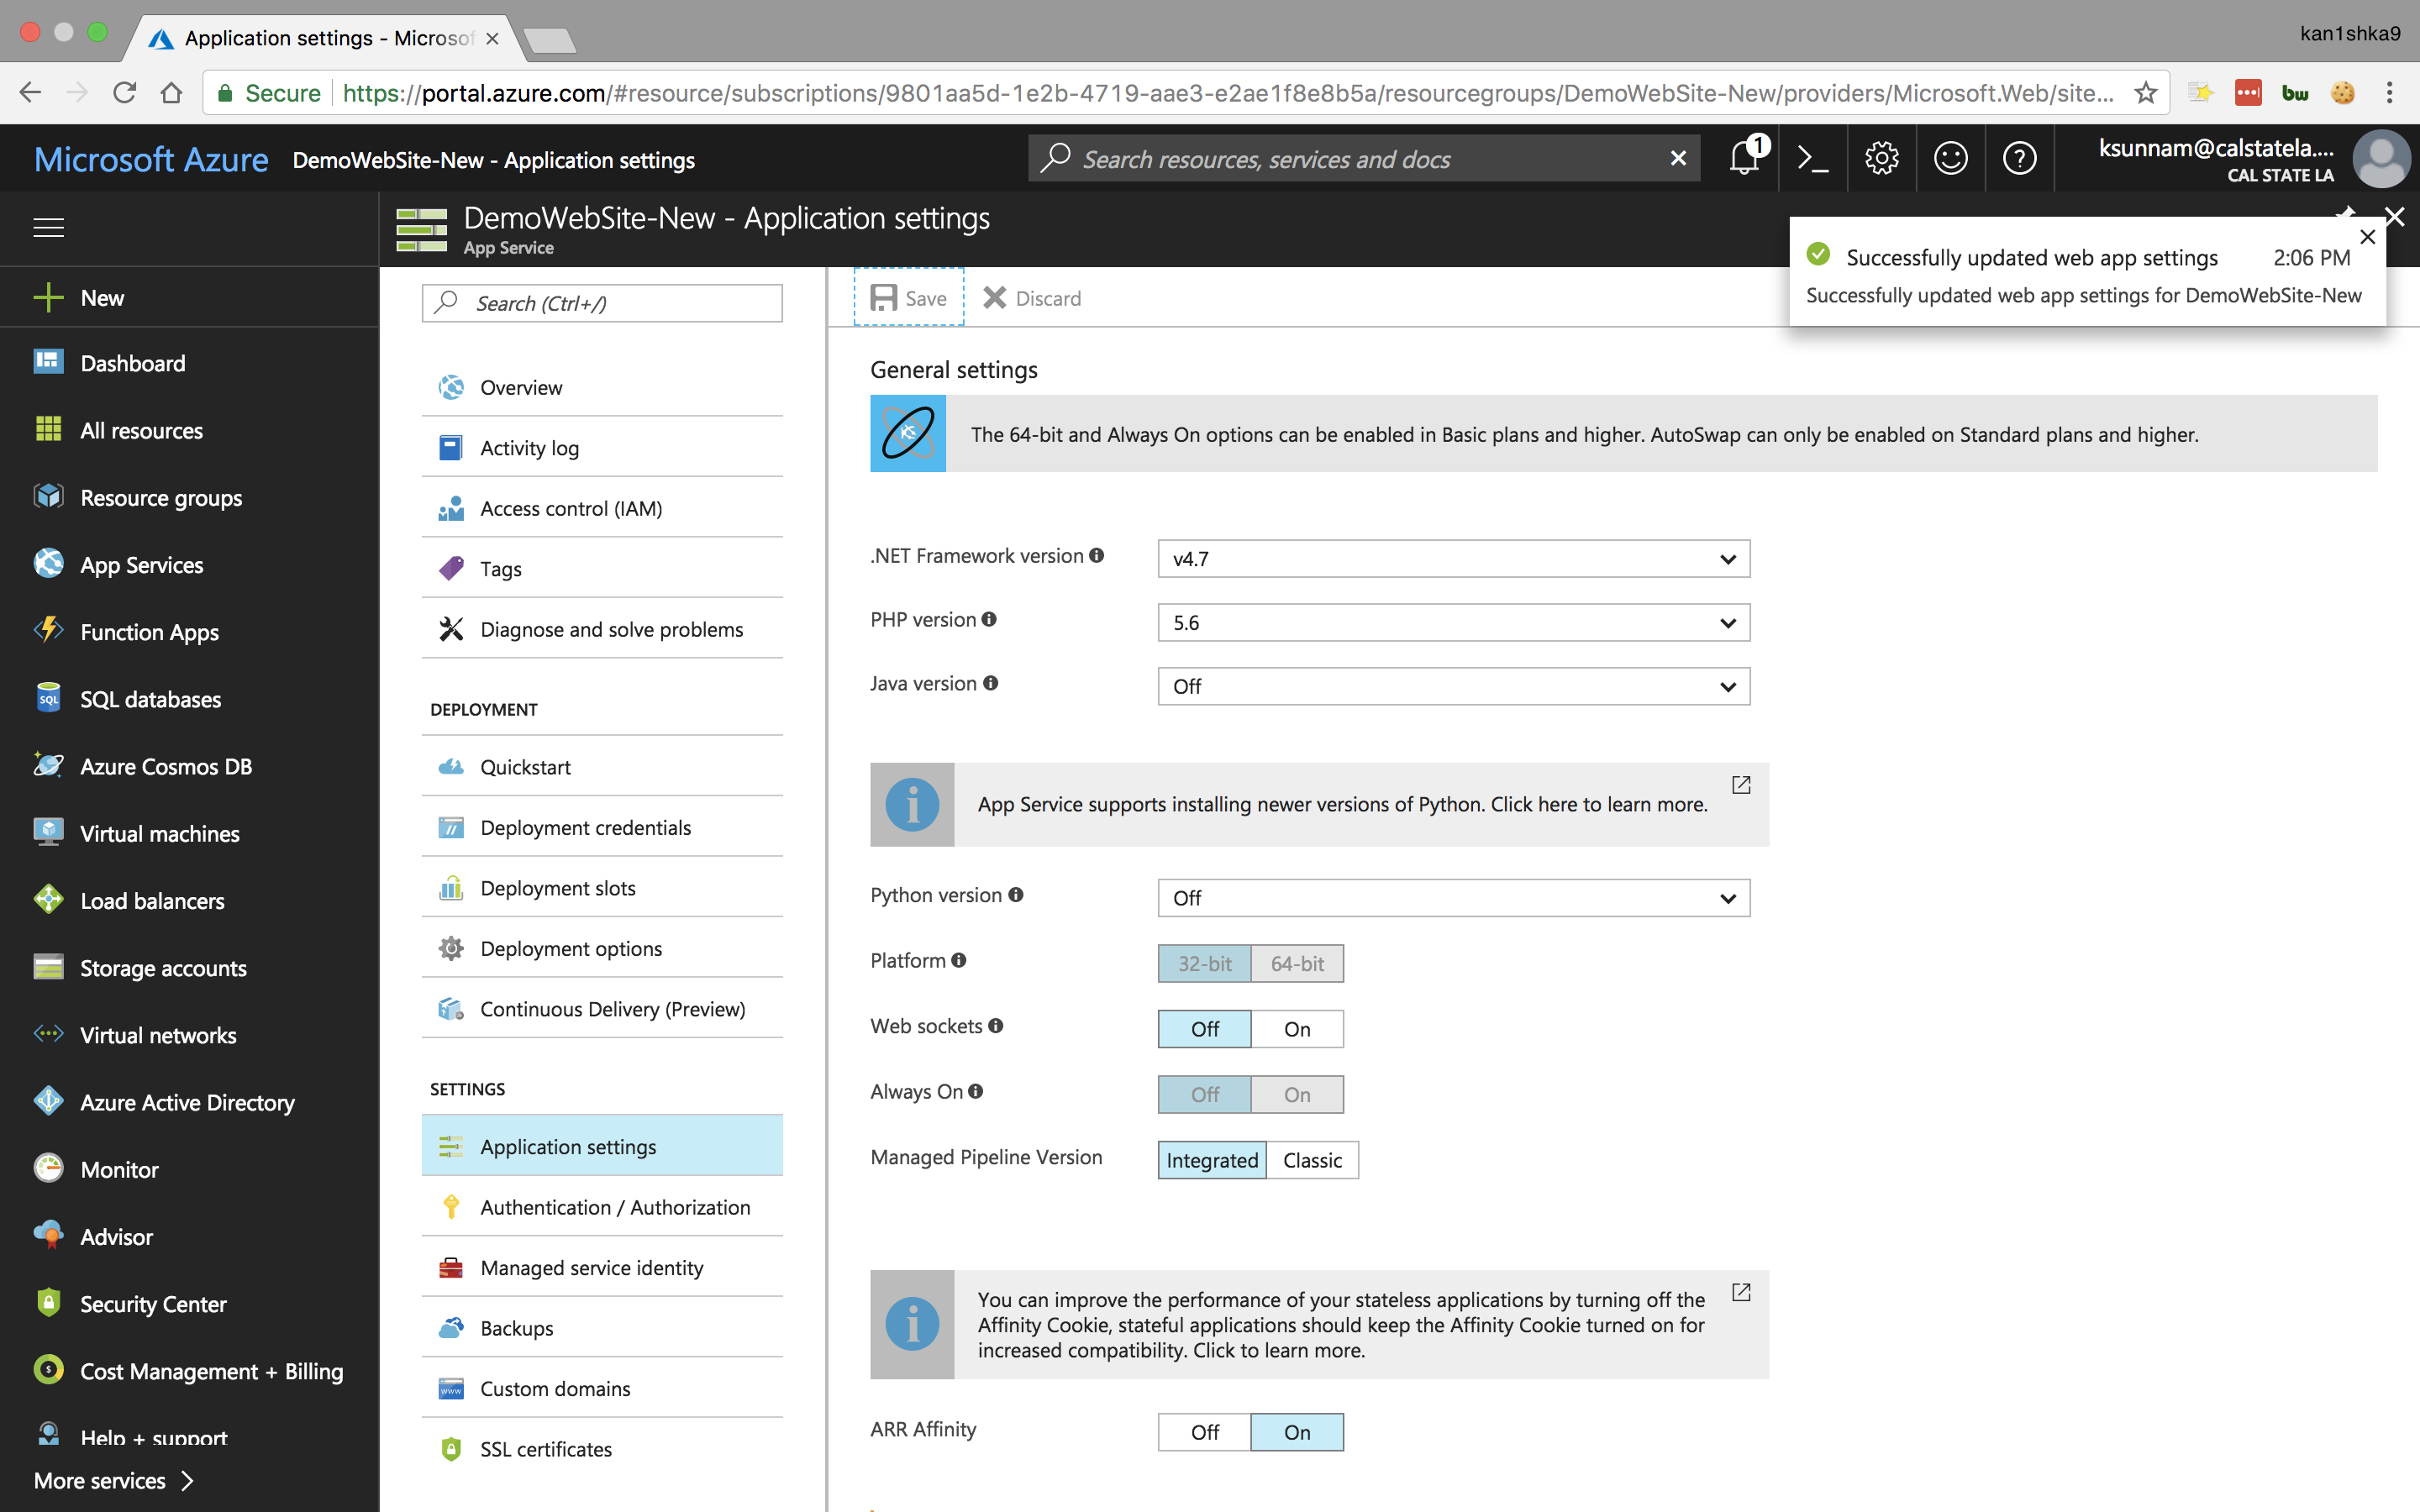 Application settings - Microsof
kan1shka9
Secure
https://portal.azure.com/#resource/subscriptions/9801aa5d-1e2b-4719-aae3-e2ae1f8e8b5a/resourcegroups/DemoWebSite-New/providers/Microsoft.Web/site...
bw
Microsoft Azure
DemoWebSite-New - Application settings
Search resources, services and docs
1
ksunnam@calstatela....
CAL STATE LA
DemoWebSite-New - Application settings
App Service
Successfully updated web app settings
2:06 PM
Successfully updated web app settings for DemoWebSite-New
New
Dashboard
All resources
Resource groups
App Services
Function Apps
SQL
SQL databases
Azure Cosmos DB
Virtual machines
Load balancers
Storage accounts
Virtual networks
Azure Active Directory
Monitor
Advisor
Security Center
Cost Management + Billing
Help + support
More services
Search (Ctrl+/)
Overview
Activity log
Access control (IAM)
Tags
Diagnose and solve problems
DEPLOYMENT
Quickstart
Deployment credentials
Deployment slots
Deployment options
Continuous Delivery (Preview)
SETTINGS
Application settings
Authentication / Authorization
Managed service identity
Backups
www
Custom domains
SSL certificates
Save
Discard
General settings
The 64-bit and Always On options can be enabled in Basic plans and higher. AutoSwap can only be enabled on Standard plans and higher.
.NET Framework version
v4.7
PHP version
5.6
Java version
Off
App Service supports installing newer versions of Python. Click here to learn more.
Python version
Off
Platform
32-bit
64-bit
Web sockets
Off
On
Always On
Off
On
Managed Pipeline Version
Integrated
Classic
You can improve the performance of your stateless applications by turning off the
Affinity Cookie, stateful applications should keep the Affinity Cookie turned on for
increased compatibility. Click to learn more.
ARR Affinity
Off
On